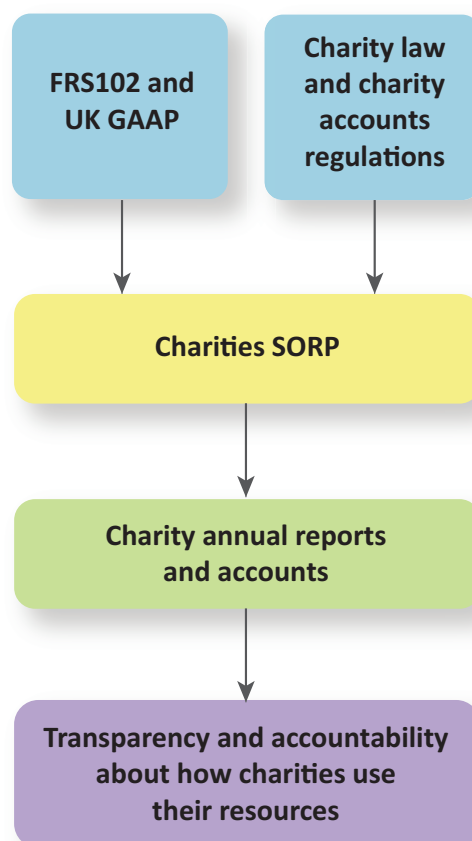 FRS102 and
UK GAAP
Charity law
and charity
accounts
regulations
Charities SORP
Charity annual reports
and accounts
Transparency and accountability
about how charities use
their resources